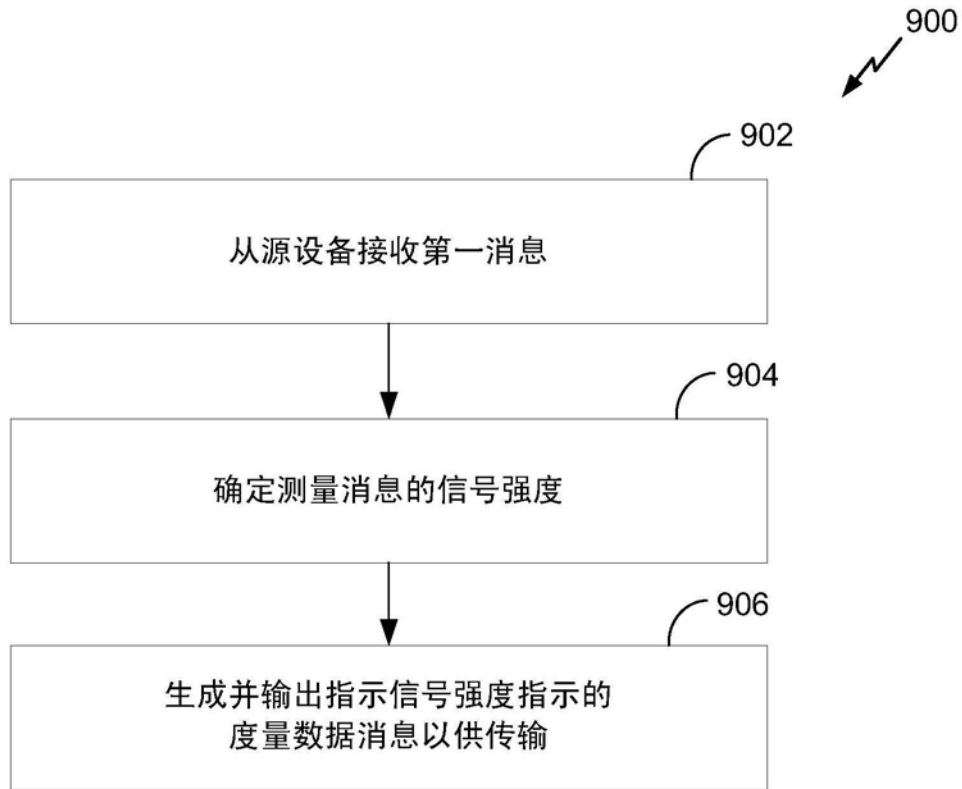 900
902
从源设备接收第一消息
904
确定测量消息的信号强度
906
生成并输出指示信号强度指示的
度量数据消息以供传输